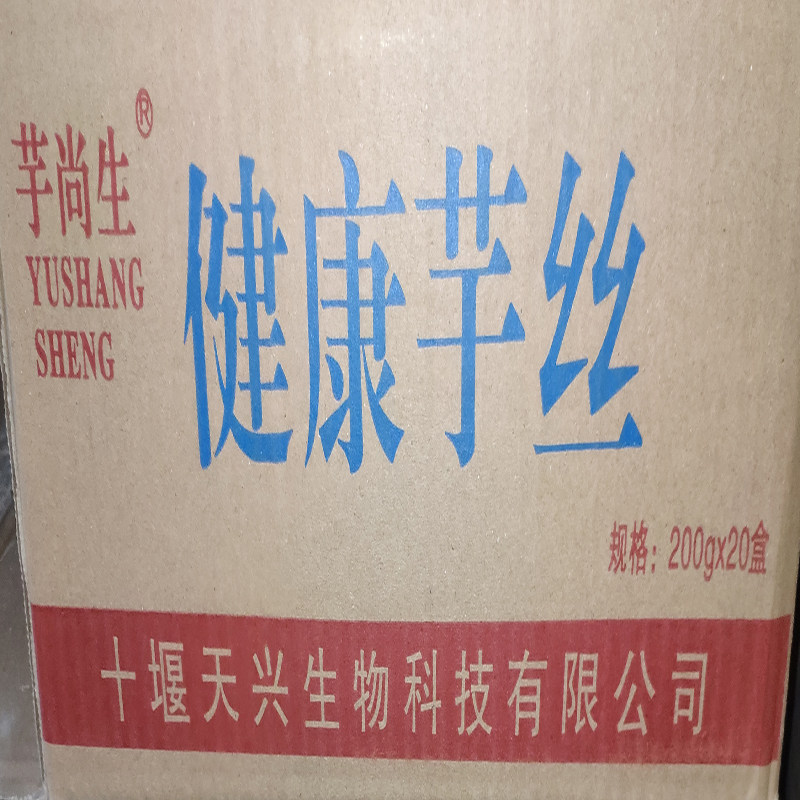 芋尚生®
YUSHANG
SHENG
健康芋丝
规格：200gx20盒
十堰天兴生物科技有限公司